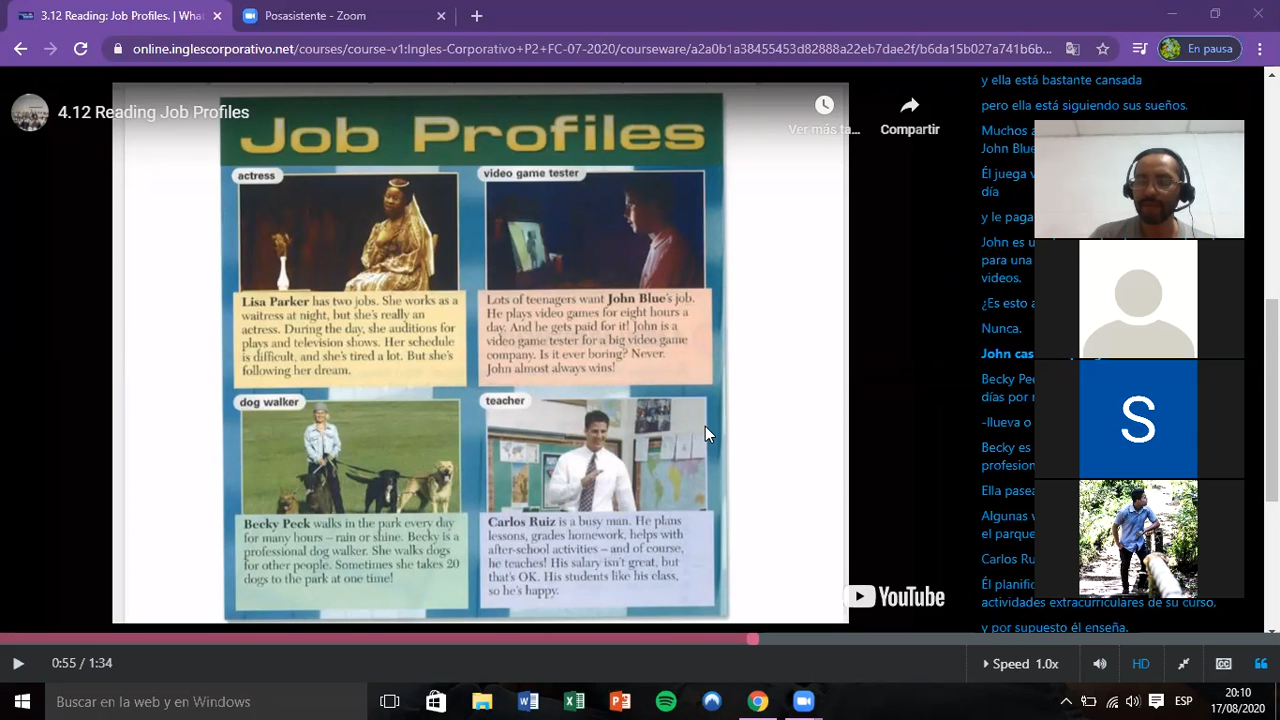 3.12 Reading: Job Profiles. | What
Posasistente - Zoom
online.inglescorporativo.net/courses/course-v1:Ingles-Corporativo+P2+FC-07-2020/courseware/a2a0b1a38455453d82888a22eb7dae2f/b6da15b027a741b6b...
En pausa
4.12 Reading Job Profiles
Ver más ta...
Compartir
Job Profiles
actress
Lisa Parker has two jobs. She works as a
waitress at night, but she's really an
actress. During the day, she auditions for
plays and television shows. Her schedule
is difficult, and she's tired a lot. But she's
following her dream.
video game tester
Lots of teenagers want John Blue's job.
He plays video games for eight hours a
day. And he gets paid for it! John is a
video game tester for a big video game
company. Is it ever boring? Never.
John almost always wins!
dog walker
Becky Peck walks in the park every day
for many hours – rain or shine. Becky is a
professional dog walker. She walks dogs
for other people. Sometimes she takes 20
dogs to the park at one time!
teacher
Carlos Ruiz is a busy man. He plans
lessons, grades homework, helps with
after-school activities – and of course,
he teaches! His salary isn't great, but
that's OK. His students like his class,
so he's happy.
YouTube
y ella está bastante cansada
pero ella está siguiendo sus sueños.
Muchos a
John Blue
Él juega v
día
y le paga
John es u
para una
videos.
¿Es esto a
Nunca.
John cas
Becky Pe
días por
-llueva o
Becky es
profesion
Ella pasea
Algunas v
el parque
Carlos Ru
Él planifi
actividades extracurriculares de su curso.
y por supuesto él enseña.
S
0:55 / 1:34
Speed 1.0x
HD
Buscar en la web y en Windows
ESP
20:10
17/08/2020